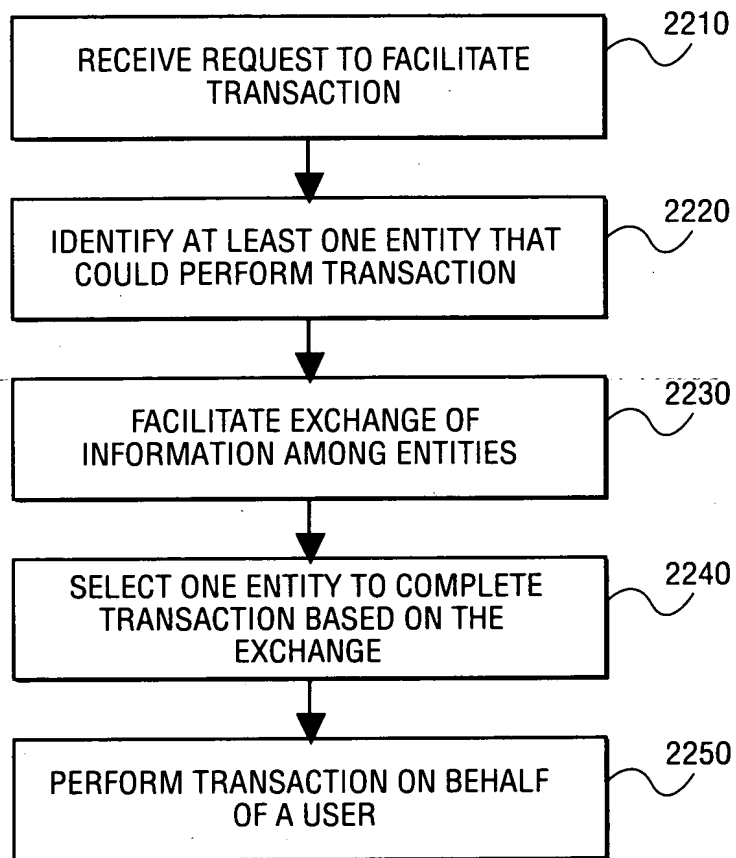 2210
RECEIVE REQUEST TO FACILITATE
TRANSACTION
2220
IDENTIFY AT LEAST ONE ENTITY THAT
COULD PERFORM TRANSACTION
2230
FACILITATE EXCHANGE OF
INFORMATION AMONG ENTITIES
2240
SELECT ONE ENTITY TO COMPLETE
TRANSACTION BASED ON THE
EXCHANGE
2250
PERFORM TRANSACTION ON BEHALF
OF A USER